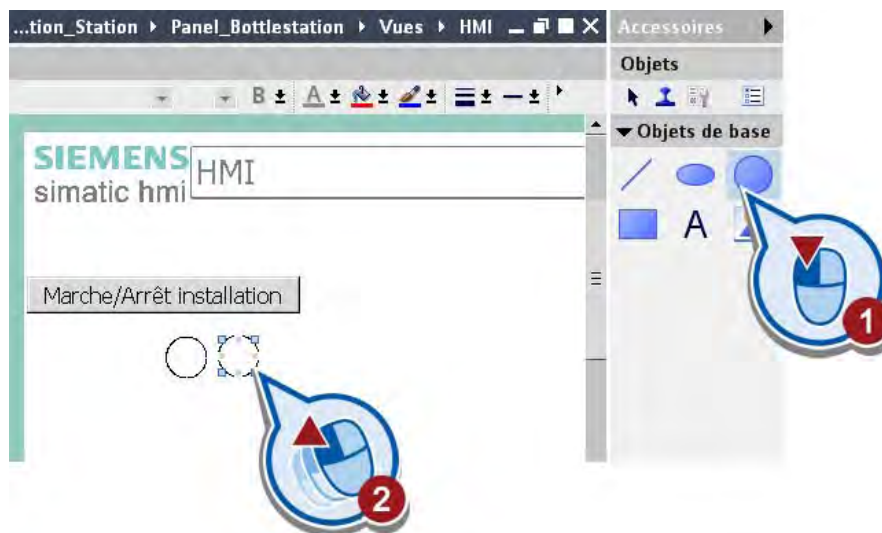 ...tion_Station ▸ Panel_Bottlestation ▸ Vues ▸ HMI
Accessoires
Objets
B A
Objets de base
SIEMENS
simatic hmi
HMI
A
Marche/Arrêt installation
1
2